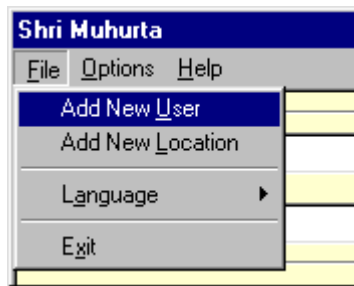 Shri Muhurta
File Options Help
Add New User
Add New Location
Language
Exit